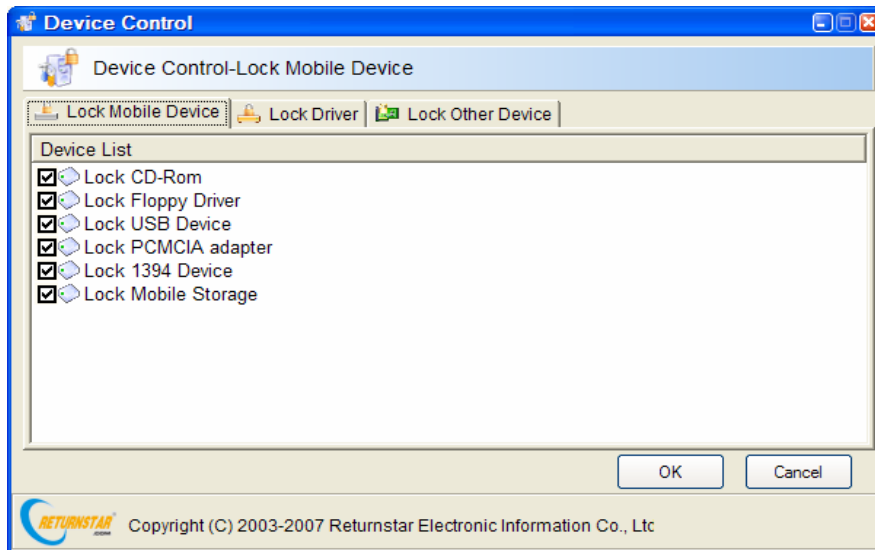 Device Control
Device Control-Lock Mobile Device
Lock Mobile Device Lock Driver Lock Other Device
Device List
Lock CD-Rom
Lock Floppy Driver
Lock USB Device
Lock PCMCIA adapter
Lock 1394 Device
Lock Mobile Storage
OK Cancel
RETURNSTAR
.COM
Copyright (C) 2003-2007 Returnstar Electronic Information Co., Ltc